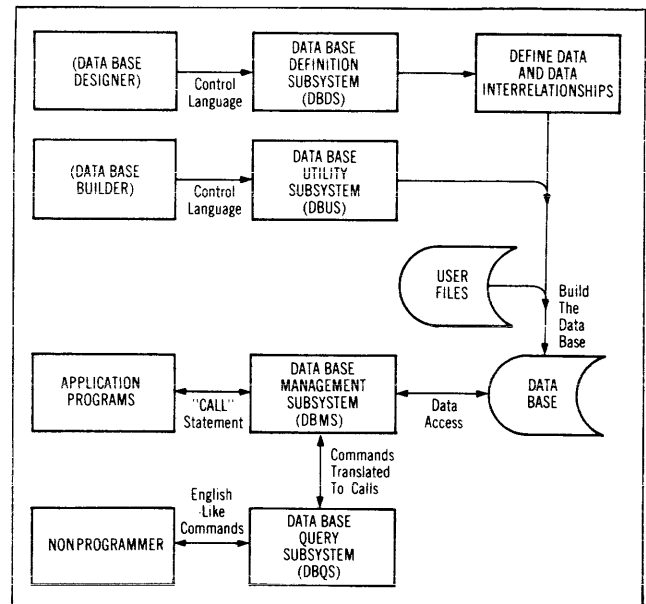 (DATA BASE
DESIGNER)
Control
Language
DATA BASE
DEFINITION
SUBSYSTEM
(DBDS)
DEFINE DATA
AND DATA
INTERRELATIONSHIPS
(DATA BASE
BUILDER)
Control
Language
DATA BASE
UTILITY
SUBSYSTEM
(DBUS)
USER
FILES
Build
The
Data
Base
APPLICATION
PROGRAMS
"CALL"
Statement
DATA BASE
MANAGEMENT
SUBSYSTEM
(DBMS)
Data
Access
DATA
BASE
Commands
Translated
To Calls
NONPROGRAMMER
English
-Like
Commands
DATA BASE
QUERY
SUBSYSTEM
(DBQS)